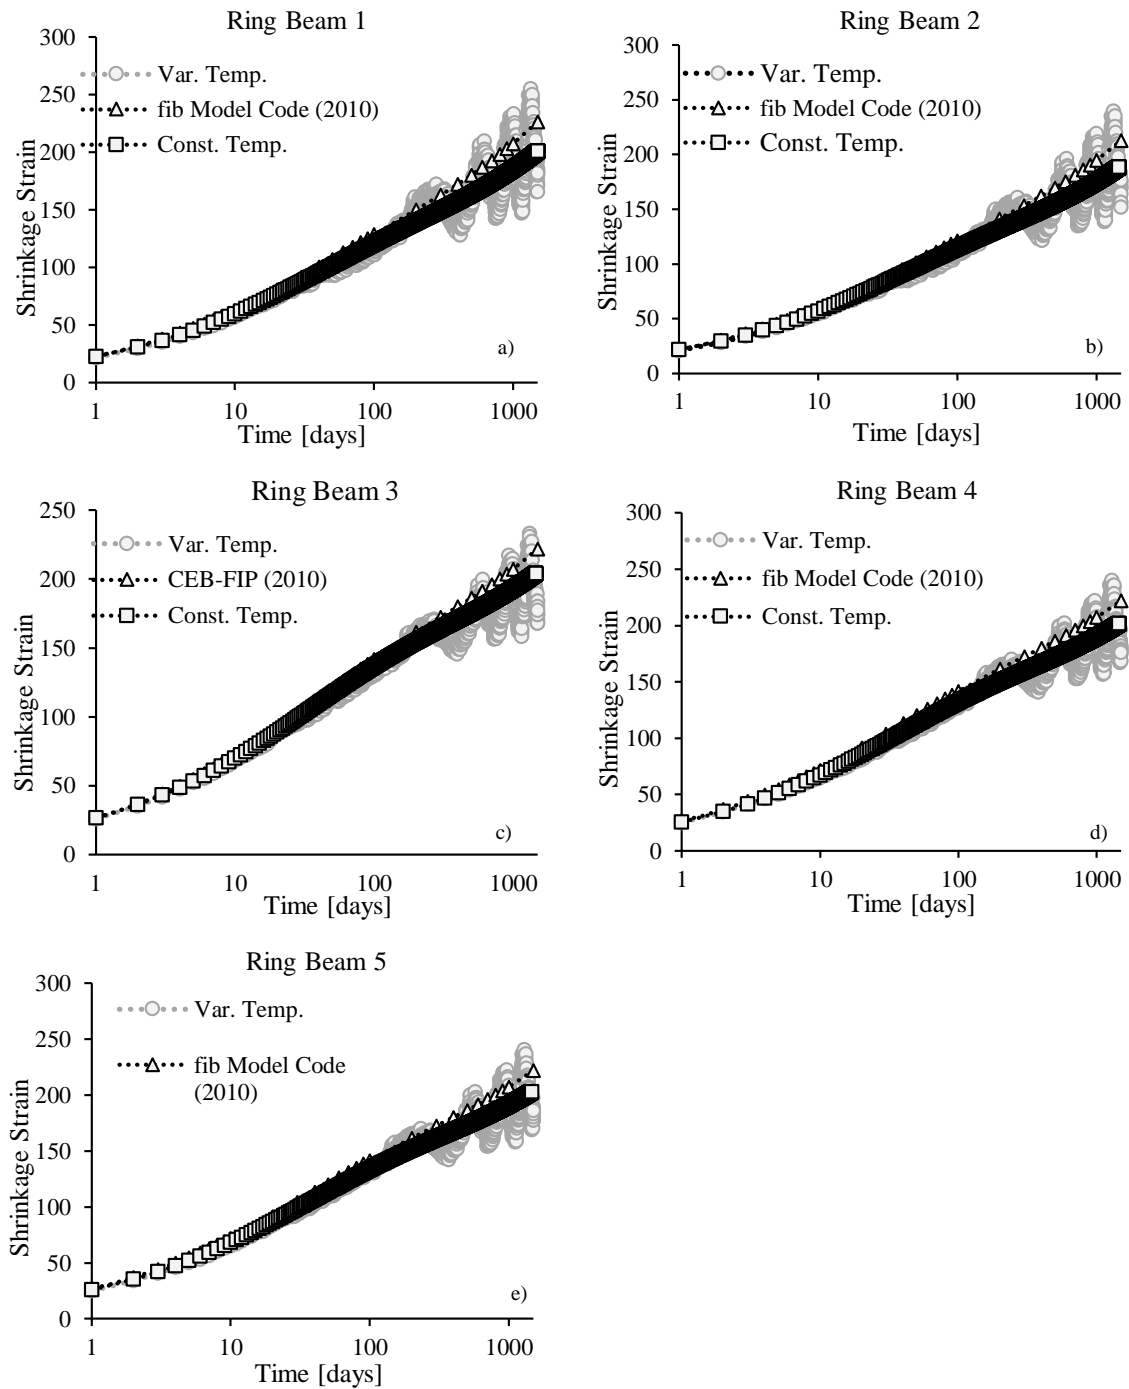 Ring Beam 1
300
250
200
150
100
50
0
Shrinkage Strain
Var. Temp.
fib Model Code (2010)
Const. Temp.
a)
1
10
100
1000
Time [days]
Ring Beam 2
300
250
200
150
100
50
0
Shrinkage Strain
Var. Temp.
fib Model Code (2010)
Const. Temp.
b)
1
10
100
1000
Time [days]
Ring Beam 3
250
200
150
100
50
0
Shrinkage Strain
Var. Temp.
CEB-FIP (2010)
Const. Temp.
c)
1
10
100
1000
Time [days]
Ring Beam 4
300
250
200
150
100
50
0
Shrinkage Strain
Var. Temp.
fib Model Code (2010)
Const. Temp.
d)
1
10
100
1000
Time [days]
Ring Beam 5
300
250
200
150
100
50
0
Shrinkage Strain
Var. Temp.
fib Model Code
(2010)
e)
1
10
100
1000
Time [days]